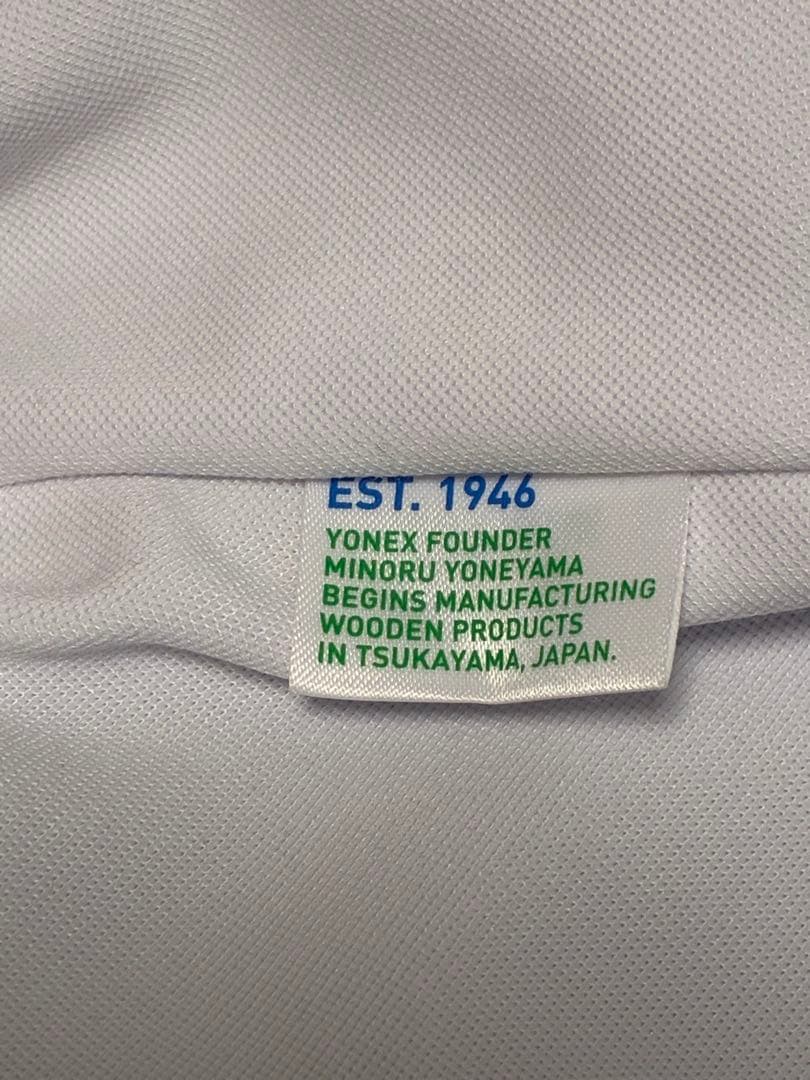 EST. 1946
YONEX FOUNDER
MINORU YONEYAMA
BEGINS MANUFACTURING
WOODEN PRODUCTS
IN TSUKAYAMA, JAPAN.